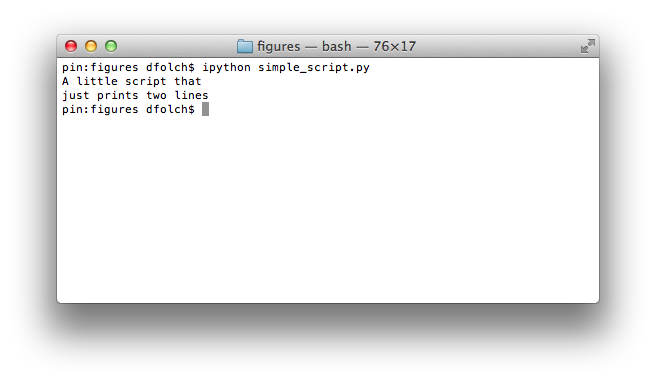 figures — bash — 76×17
pin:figures dfolch$ ipython simple_script.py
A little script that
just prints two lines
pin:figures dfolch$